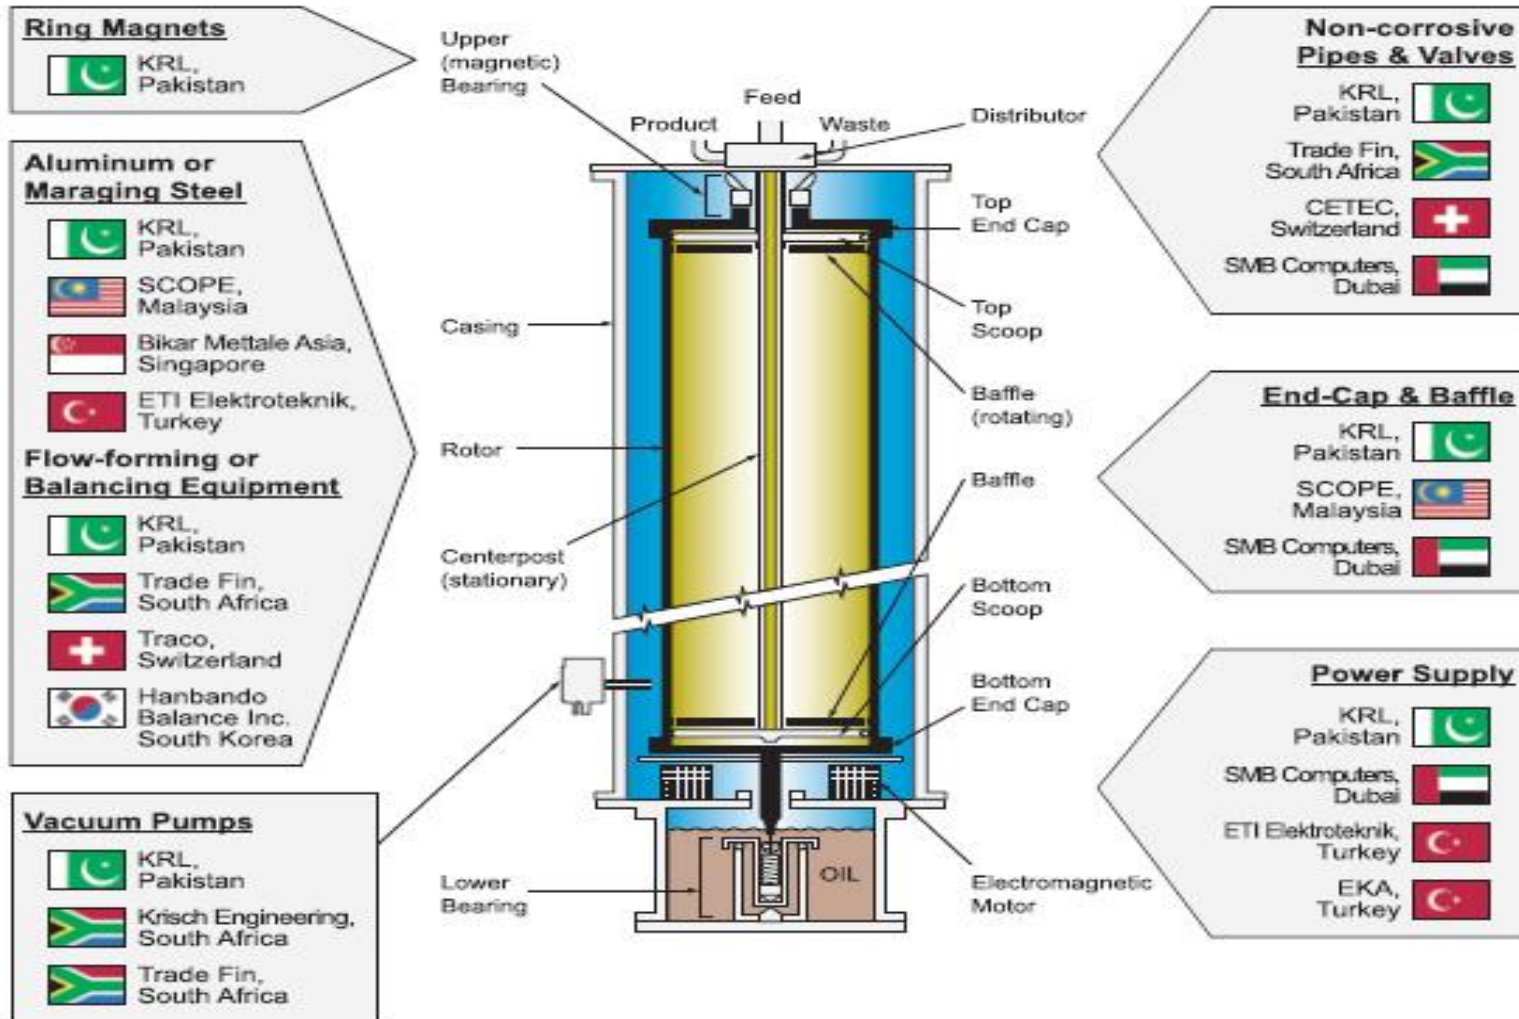 Ring Magnets
KRL,
Pakistan
Aluminum or
Maraging Steel
KRL,
Pakistan
SCOPE,
Malaysia
Bikar Mettale Asia,
Singapore
ETI Elektroteknik,
Turkey
Flow-forming or
Balancing Equipment
KRL,
Pakistan
Trade Fin,
South Africa
Traco,
Switzerland
Hanbando
Balance Inc.
South Korea
Vacuum Pumps
KRL,
Pakistan
Krisch Engineering,
South Africa
Trade Fin,
South Africa
Upper
(magnetic)
Bearing
Casing
Rotor
Centerpost
(stationary)
Lower
Bearing
Feed
Product
Waste
OIL
Distributor
Top
End Cap
Top
Scoop
Baffle
(rotating)
Baffle
Bottom
Scoop
Bottom
End Cap
Electromagnetic
Motor
Non-corrosive
Pipes & Valves
KRL,
Pakistan
Trade Fin,
South Africa
CETEC,
Switzerland
SMB Computers,
Dubai
End-Cap & Baffle
KRL,
Pakistan
SCOPE,
Malaysia
SMB Computers,
Dubai
Power Supply
KRL,
Pakistan
SMB Computers,
Dubai
ETI Elektroteknik,
Turkey
EKA,
Turkey